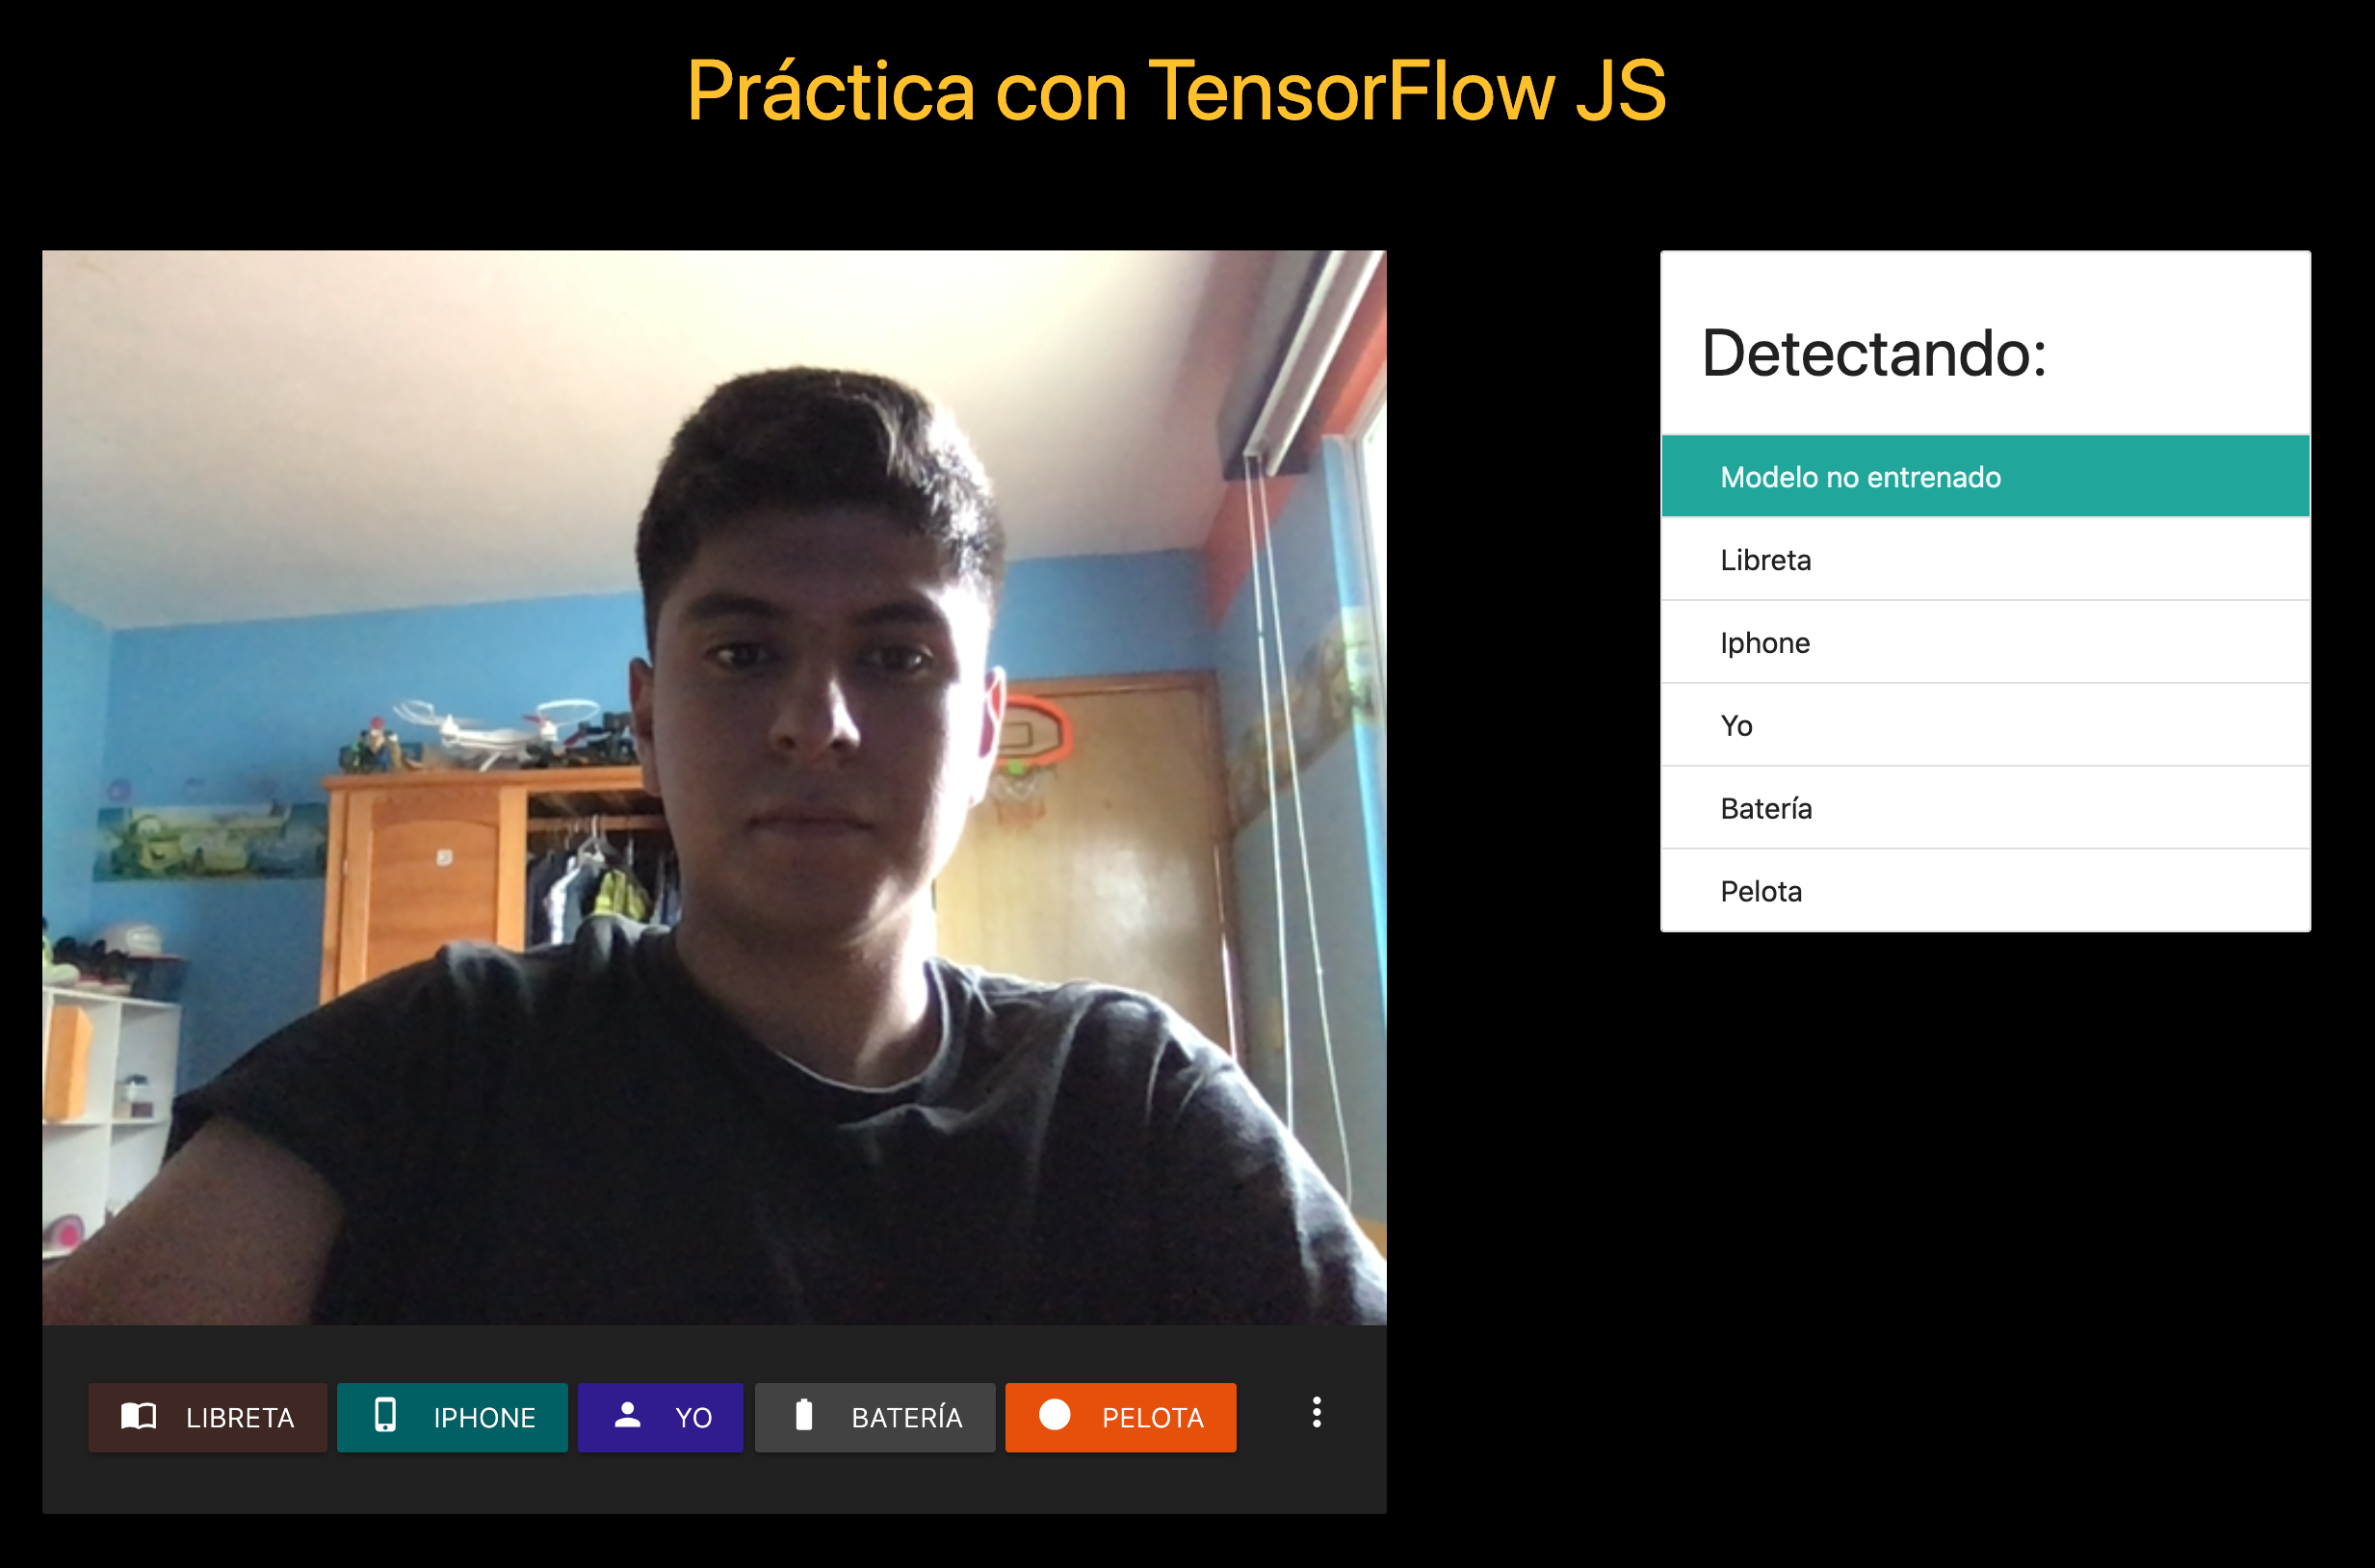 Práctica con TensorFlow JS
Detectando:
Modelo no entrenado
Libreta
Iphone
Yo
Batería
Pelota
LIBRETA
IPHONE
YO
BATERÍA
PELOTA